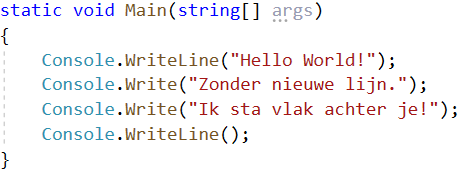 static void Main(string[] args)
{
    Console.WriteLine("Hello World!");
    Console.Write("Zonder nieuwe lijn.");
    Console.Write("Ik sta vlak achter je!");
    Console.WriteLine();
}